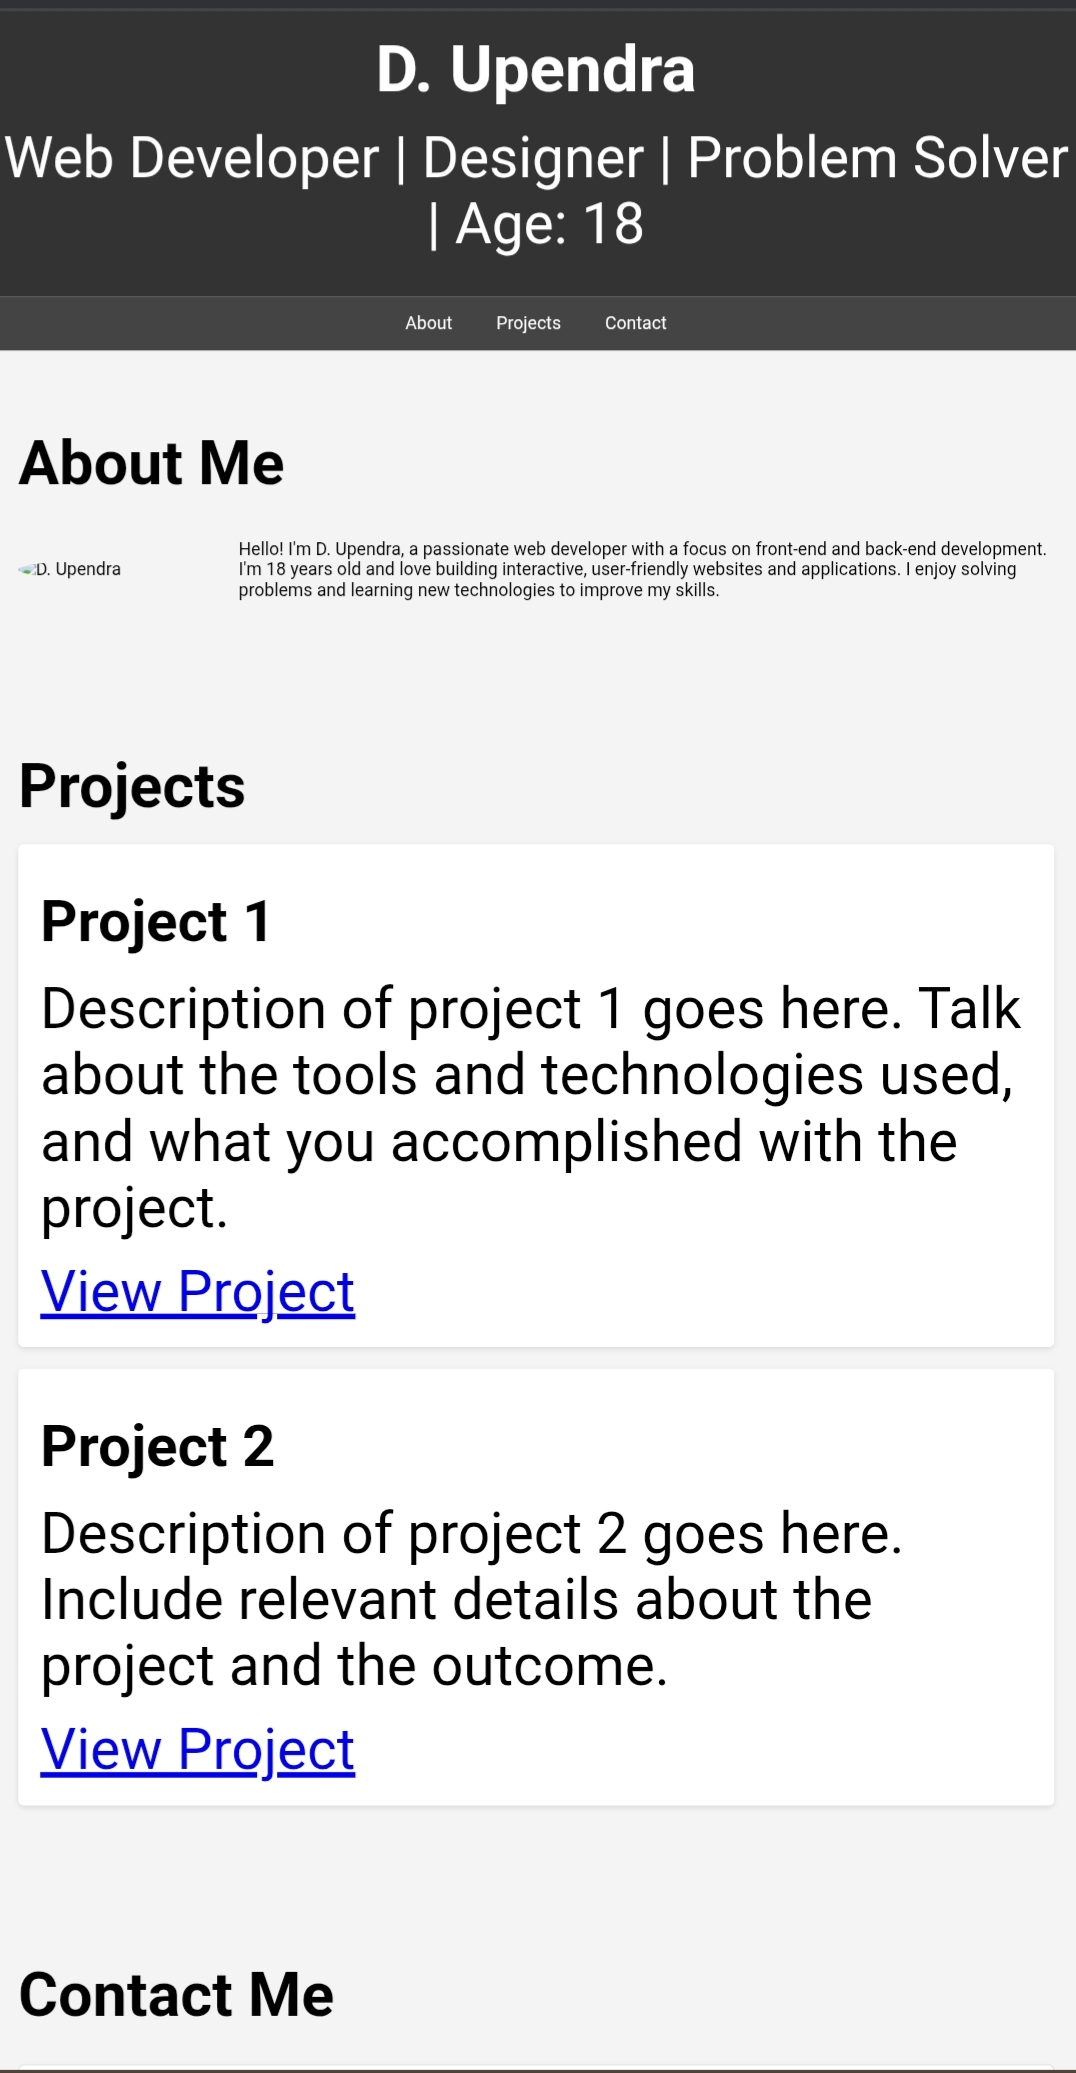 D. Upendra
Web Developer | Designer | Problem Solver
| Age: 18
About Projects Contact
About Me
D. Upendra
Hello! I'm D. Upendra, a passionate web developer with a focus on front-end and back-end development.
I'm 18 years old and love building interactive, user-friendly websites and applications. I enjoy solving
problems and learning new technologies to improve my skills.
Projects
Project 1
Description of project 1 goes here. Talk
about the tools and technologies used,
and what you accomplished with the
project.
View Project
Project 2
Description of project 2 goes here.
Include relevant details about the
project and the outcome.
View Project
Contact Me